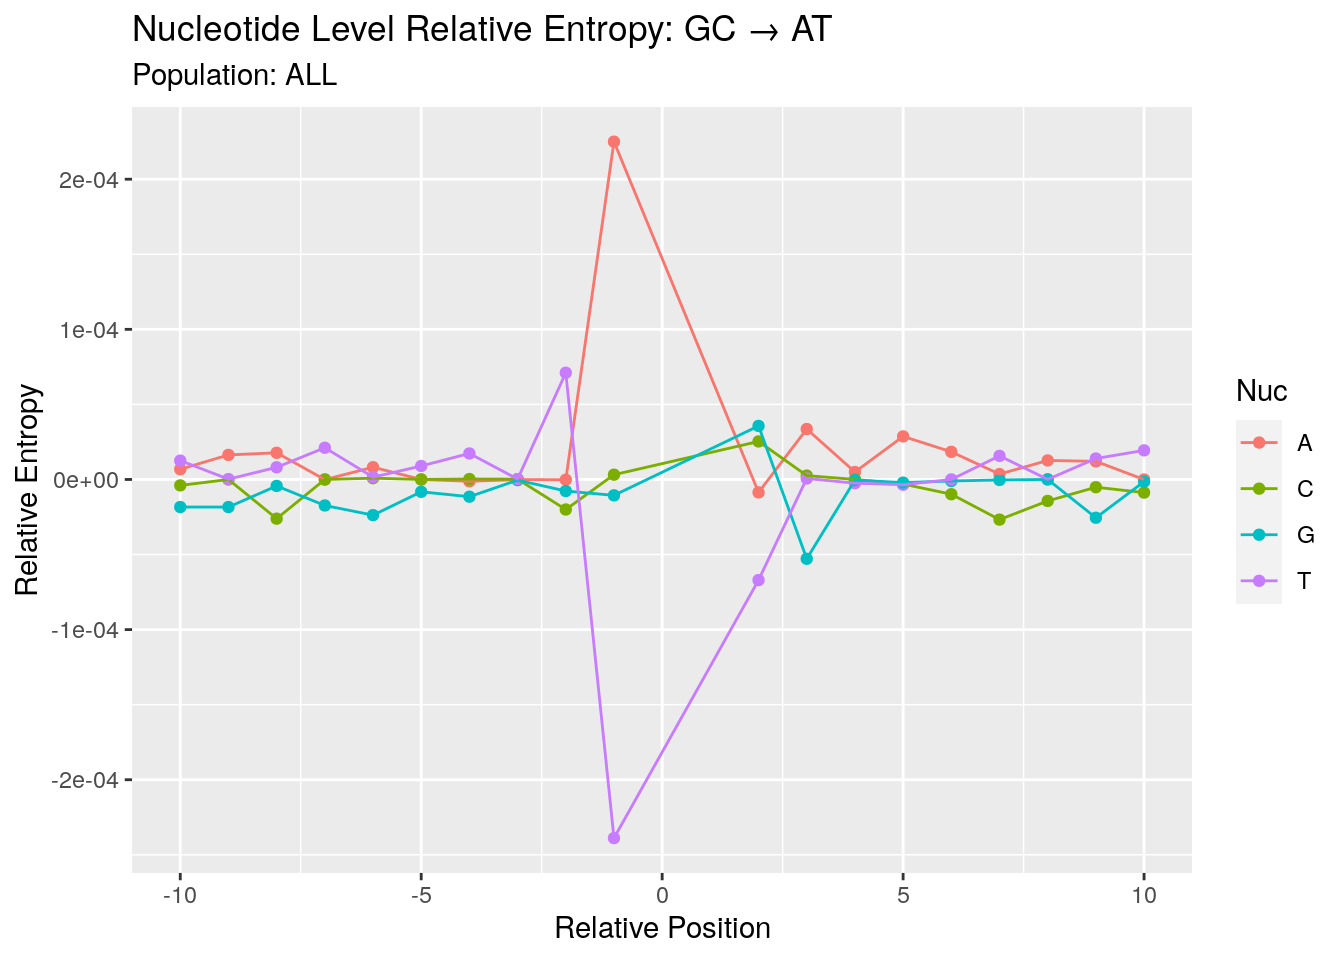 Nucleotide Level Relative Entropy: GC → AT
Population: ALL
2e-04
1e-04
0e+00
-1e-04
-2e-04
Relative Entropy
-10
-5
0
5
10
Relative Position
Nuc
A
C
G
T